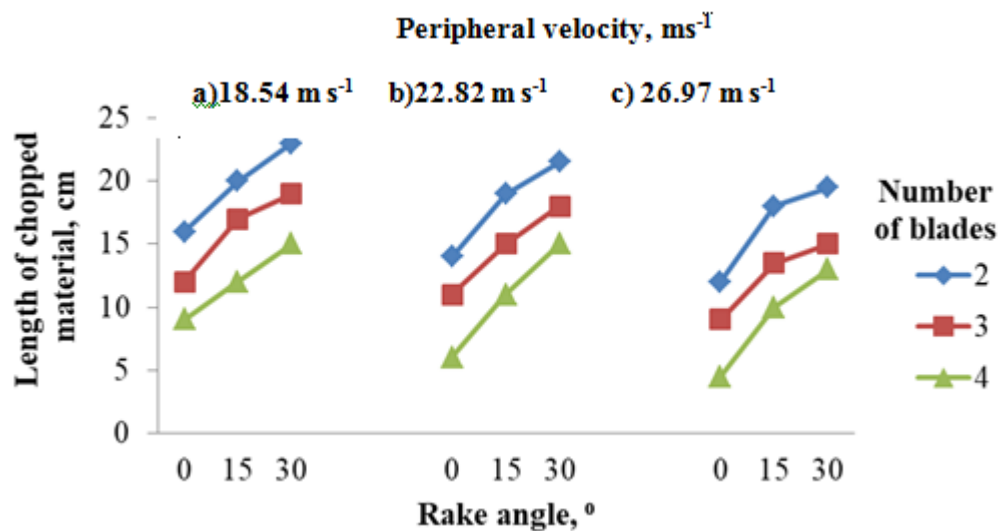 Peripheral velocity, ms⁻¹
a)18.54 m s⁻¹ b)22.82 m s⁻¹ c) 26.97 m s⁻¹
Length of chopped
material, cm
25
20
15
10
5
0
0 15 30 0 15 30 0 15 30
Rake angle, ⁰
Number
of blades
2
3
4